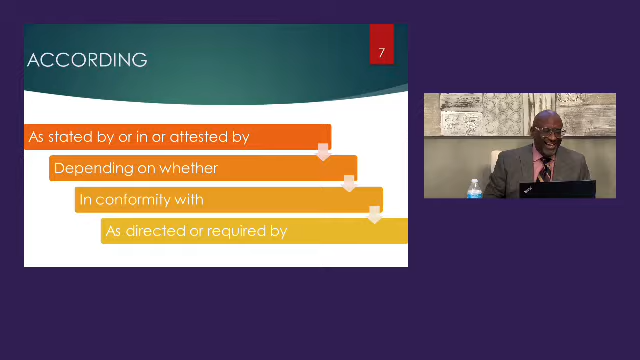 ACCORDING
7
As stated by or in or attested by
Depending on whether
In conformity with
As directed or required by